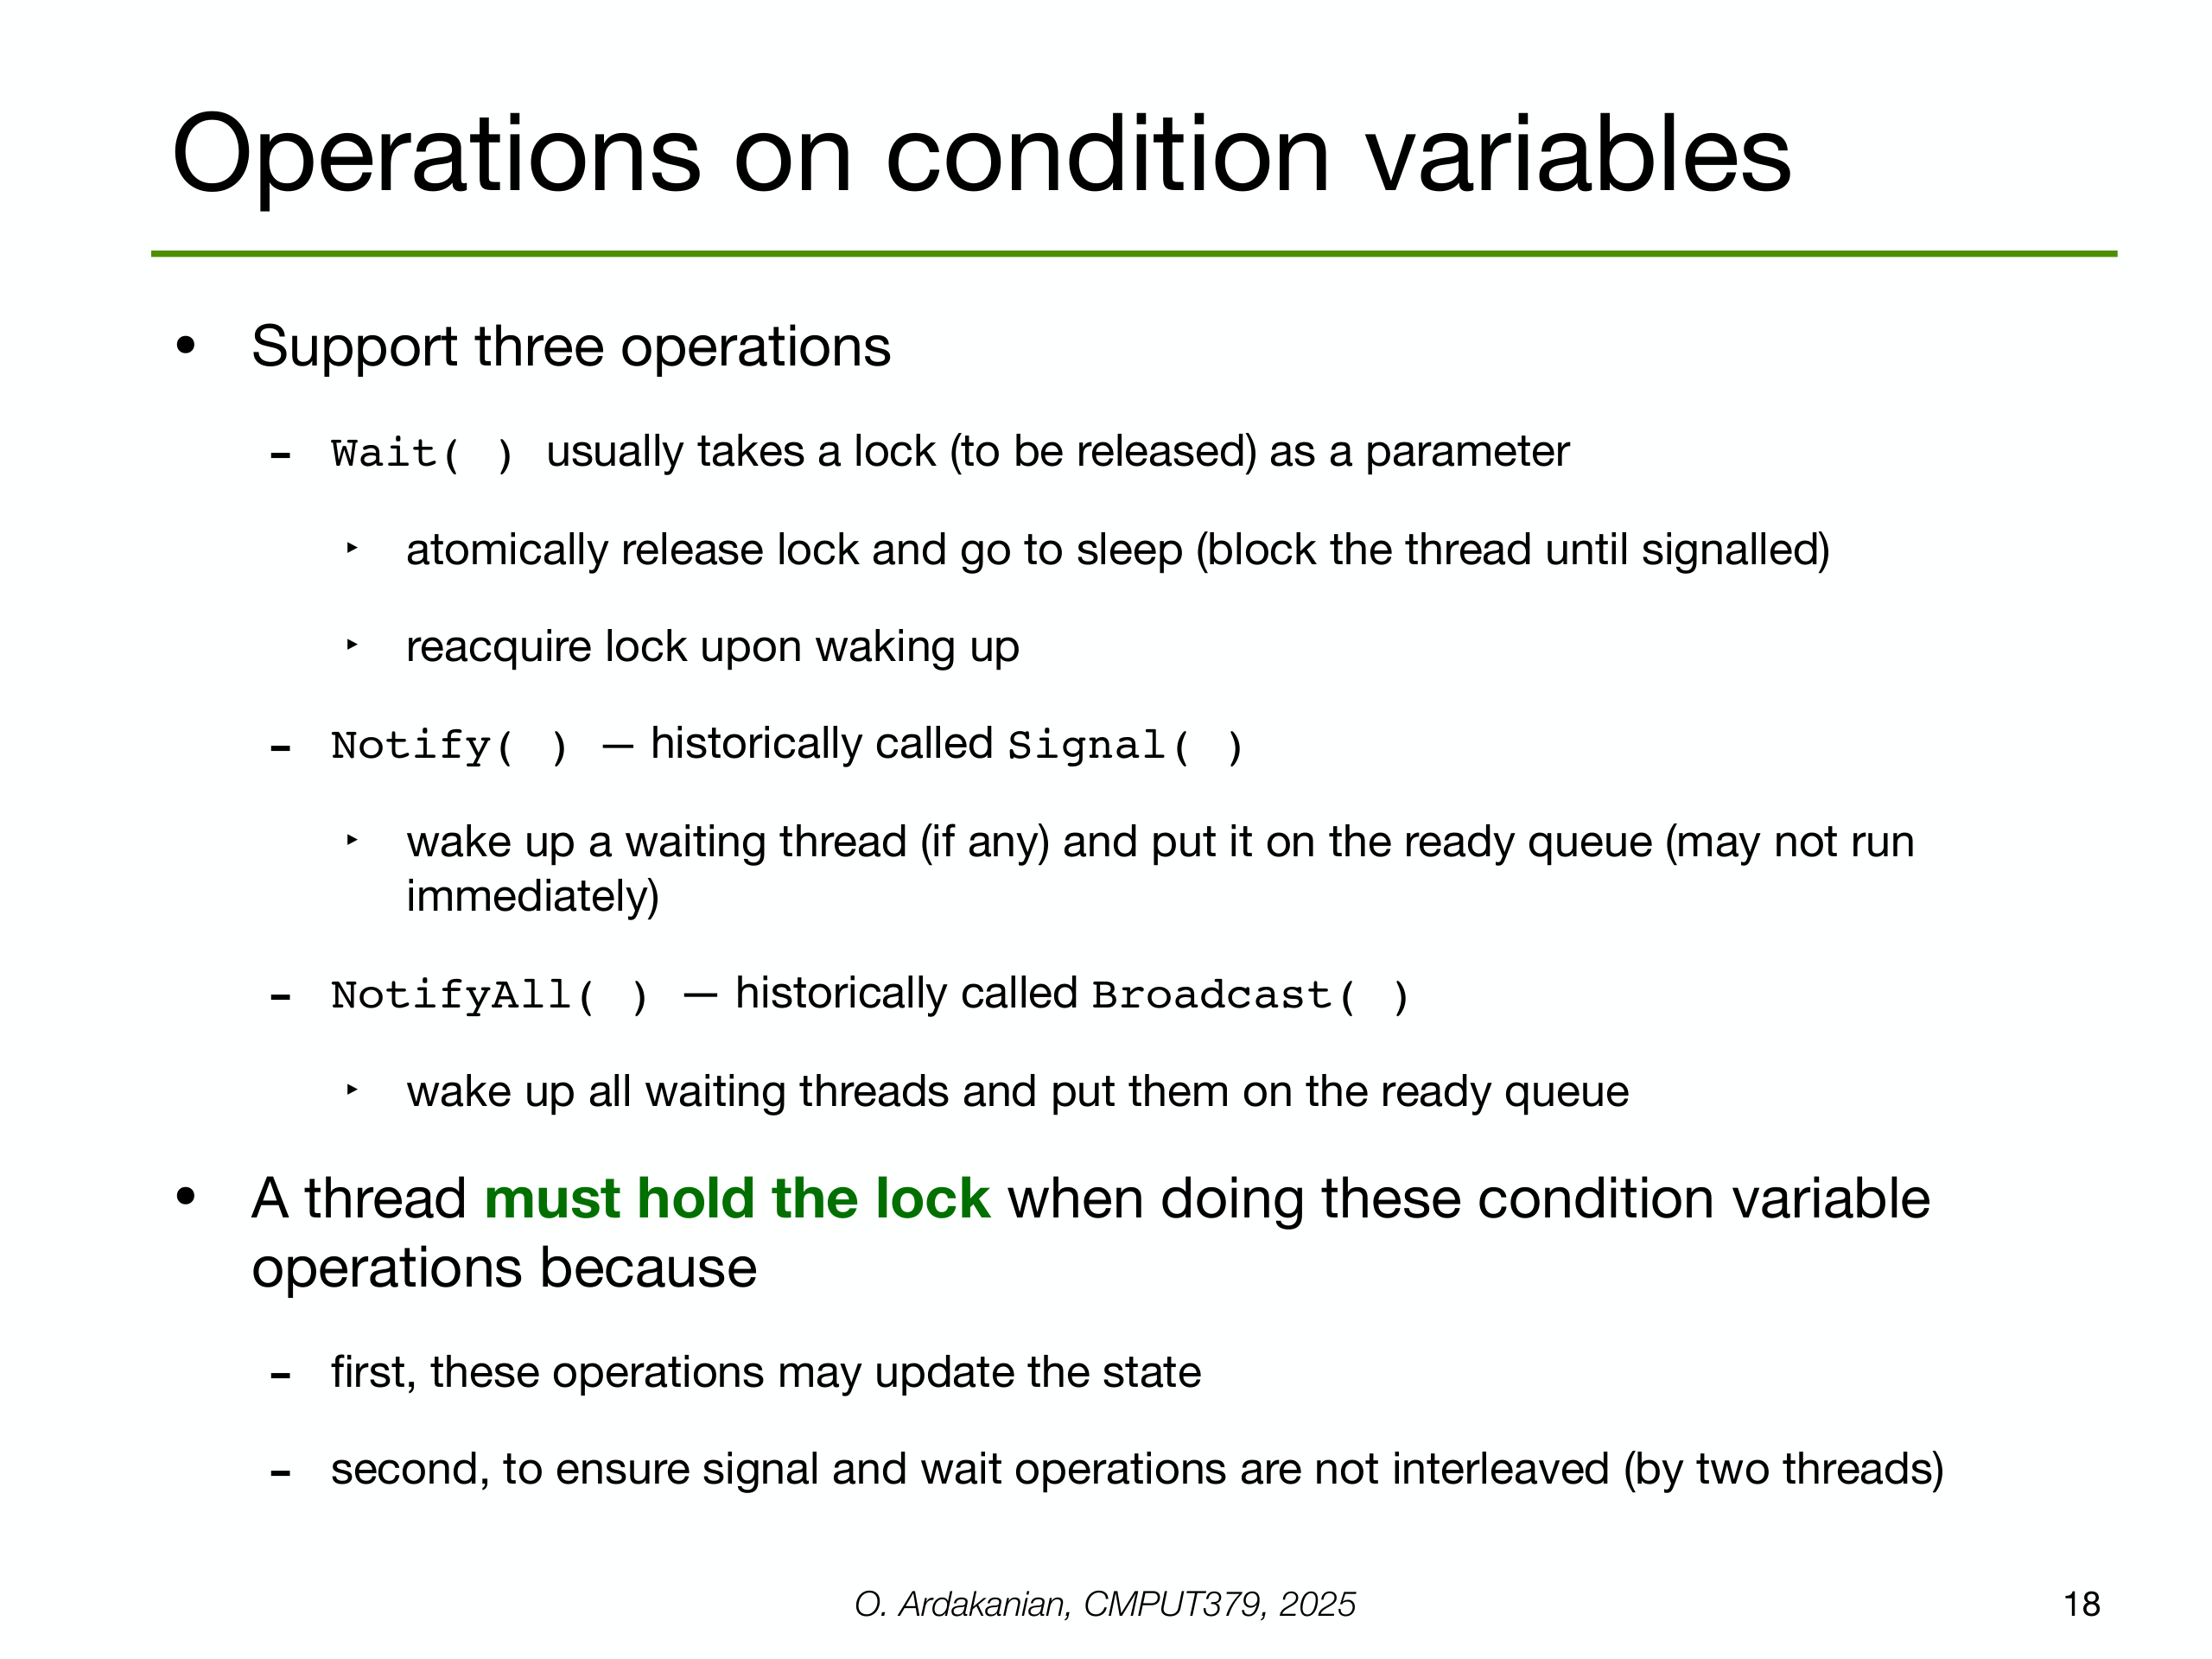 Operations on condition variables
• Support three operations
- Wait( ) usually takes a lock (to be released) as a parameter
‣ atomically release lock and go to sleep (block the thread until signalled)
‣ reacquire lock upon waking up
- Notify( ) — historically called Signal( )
‣ wake up a waiting thread (if any) and put it on the ready queue (may not run
immediately)
- NotifyAll( ) — historically called Broadcast( )
‣ wake up all waiting threads and put them on the ready queue
• A thread must hold the lock when doing these condition variable
operations because
- first, these operations may update the state
- second, to ensure signal and wait operations are not interleaved (by two threads)
O. Ardakanian, CMPUT379, 2025
18